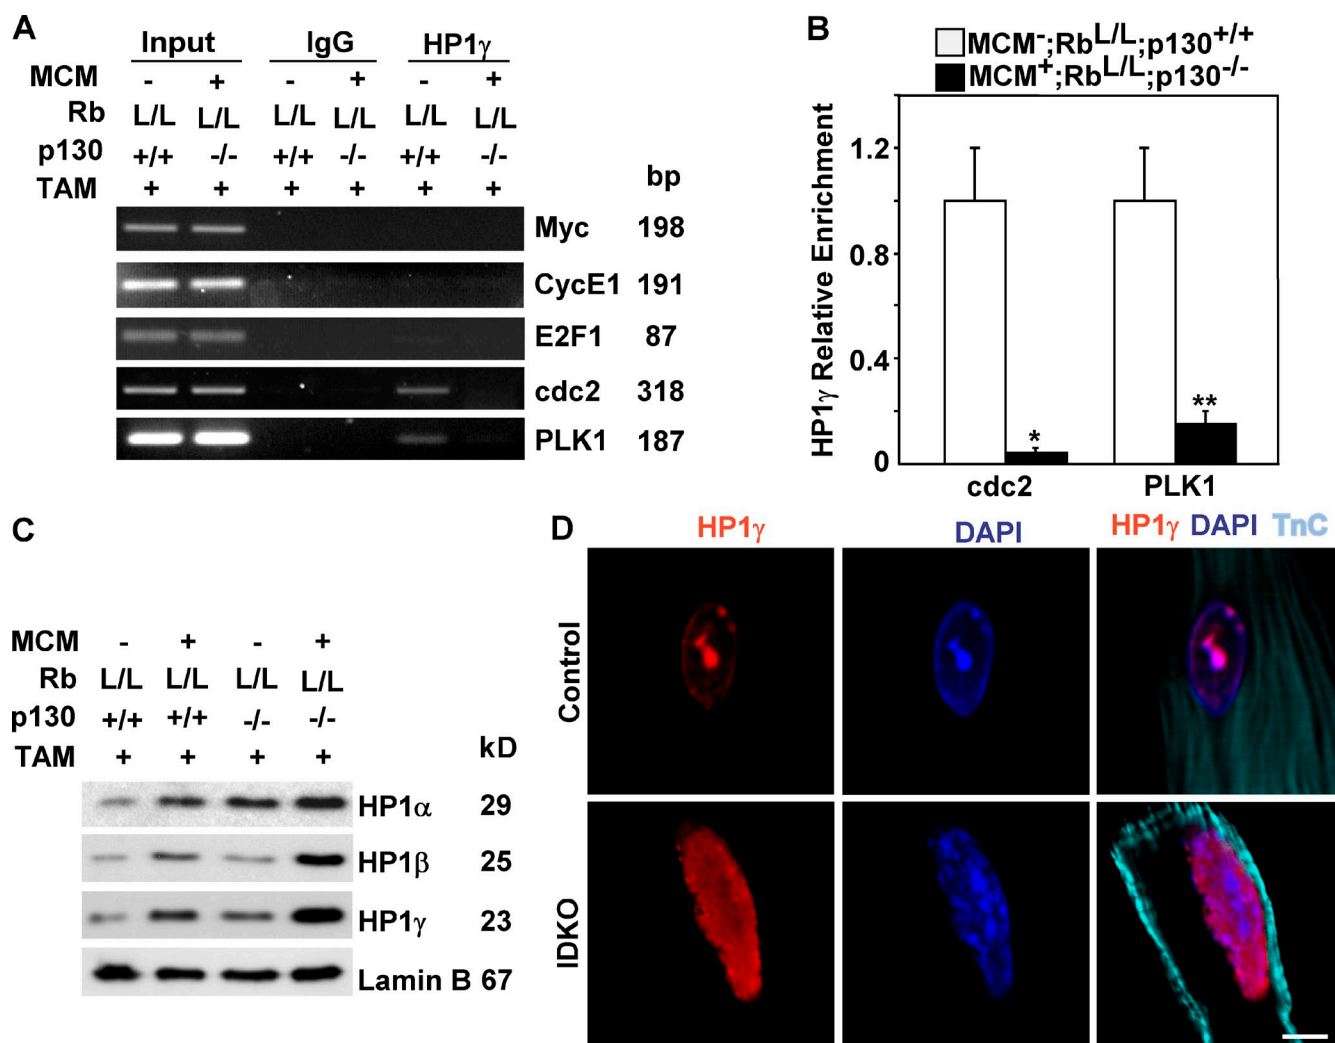 A
Input IgG HP1γ
MCM - + - + - +
Rb L/L L/L L/L L/L L/L L/L
p130 +/+ -/- +/+ -/- +/+ -/-
TAM + + + + + +
bp
Myc 198
CycE1 191
E2F1 87
cdc2 318
PLK1 187
B
MCM-;RbL/L;p130+/+
MCM+;RbL/L;p130-/-
HP1γ Relative Enrichment
1.2
0.8
0.4
0
*
**
cdc2 PLK1
C
MCM - + - +
Rb L/L L/L L/L L/L
p130 +/+ +/+ -/- -/-
TAM + + + +
kD
HP1α 29
HP1β 25
HP1γ 23
Lamin B 67
D
HP1γ DAPI HP1γ DAPI TnC
Control
IDKO